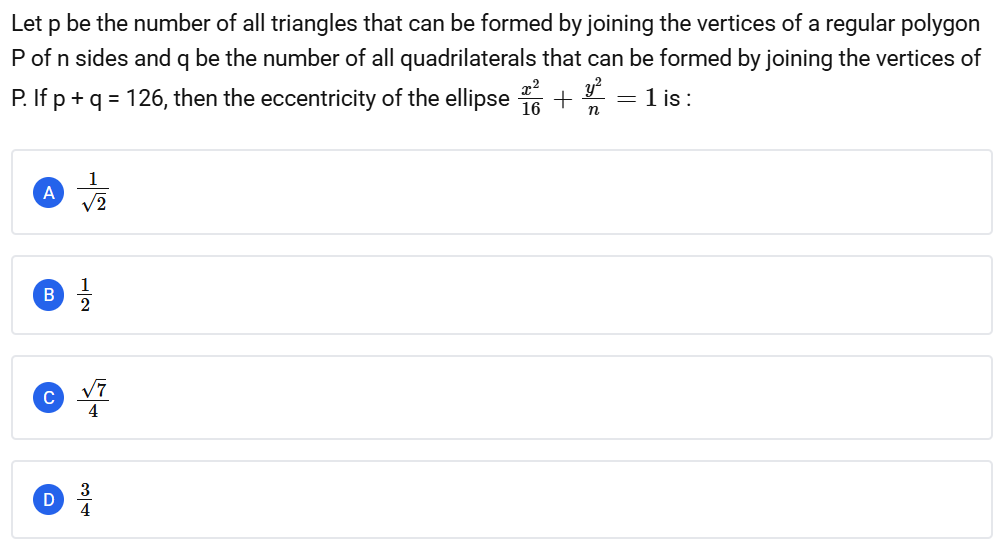 Let p be the number of all triangles that can be formed by joining the vertices of a regular polygon
P of n sides and q be the number of all quadrilaterals that can be formed by joining the vertices of
P. If p + q = 126, then the eccentricity of the ellipse $\frac{x^2}{16} + \frac{y^2}{n} = 1$ is :
A $\frac{1}{\sqrt{2}}$
B $\frac{1}{2}$
C $\frac{\sqrt{7}}{4}$
D $\frac{3}{4}$